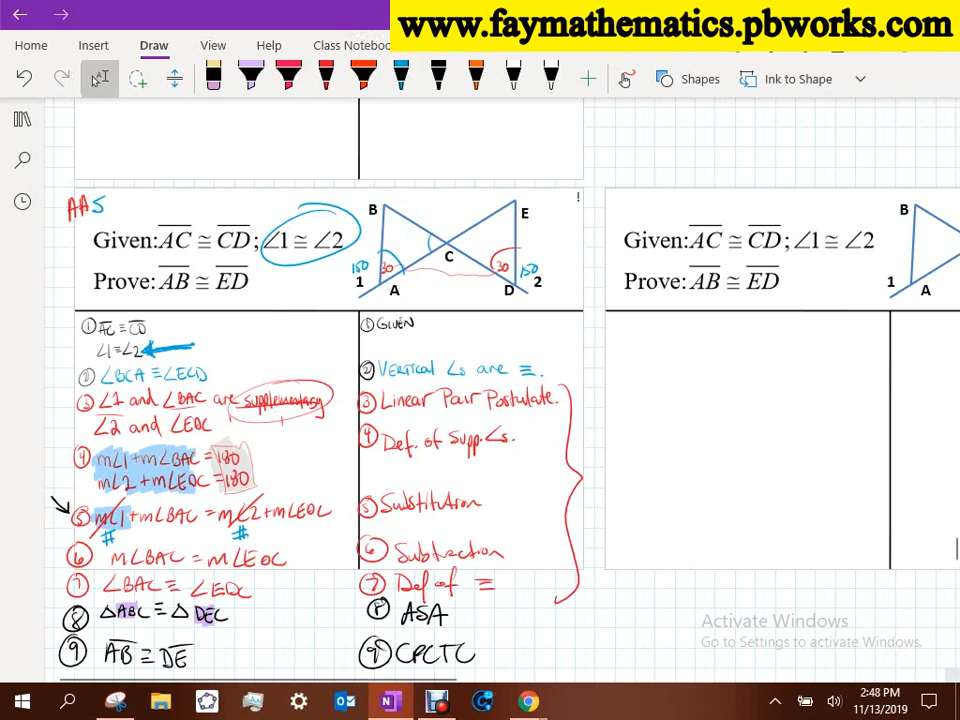 www.faymathematics.pbworks.com
Home Insert Draw View Help Class Notebook
Shapes Ink to Shape
AAS
Given: AC ≅ CD; ∠1 ≅ ∠2
Prove: AB ≅ ED
B E C 1 A D 2
150 30 30 150
!
Given: AC ≅ CD; ∠1 ≅ ∠2
Prove: AB ≅ ED
B
1 A
① AC ≅ CD
∠1 ≅ ∠2
② ∠BCA ≅ ∠ECD
③ ∠1 and ∠BAC are supplementary
∠2 and ∠EDC
④ m∠1 + m∠BAC = 180
m∠2 + m∠EDC = 180
⑤ m∠1 + m∠BAC = m∠2 + m∠EDC
# #
⑥ m∠BAC = m∠EDC
⑦ ∠BAC ≅ ∠EDC
⑧ △ABC ≅ △DEC
⑨ AB ≅ DE
① GIVEN
② VERTICAL ∠s are ≅.
③ Linear Pair Postulate.
④ Def. of Supp. ∠s.
⑤ Substitution
⑥ Subtraction
⑦ Def of ≅
⑧ ASA
⑨ CPCTC
Activate Windows
Go to Settings to activate Windows.
2:48 PM
11/13/2019